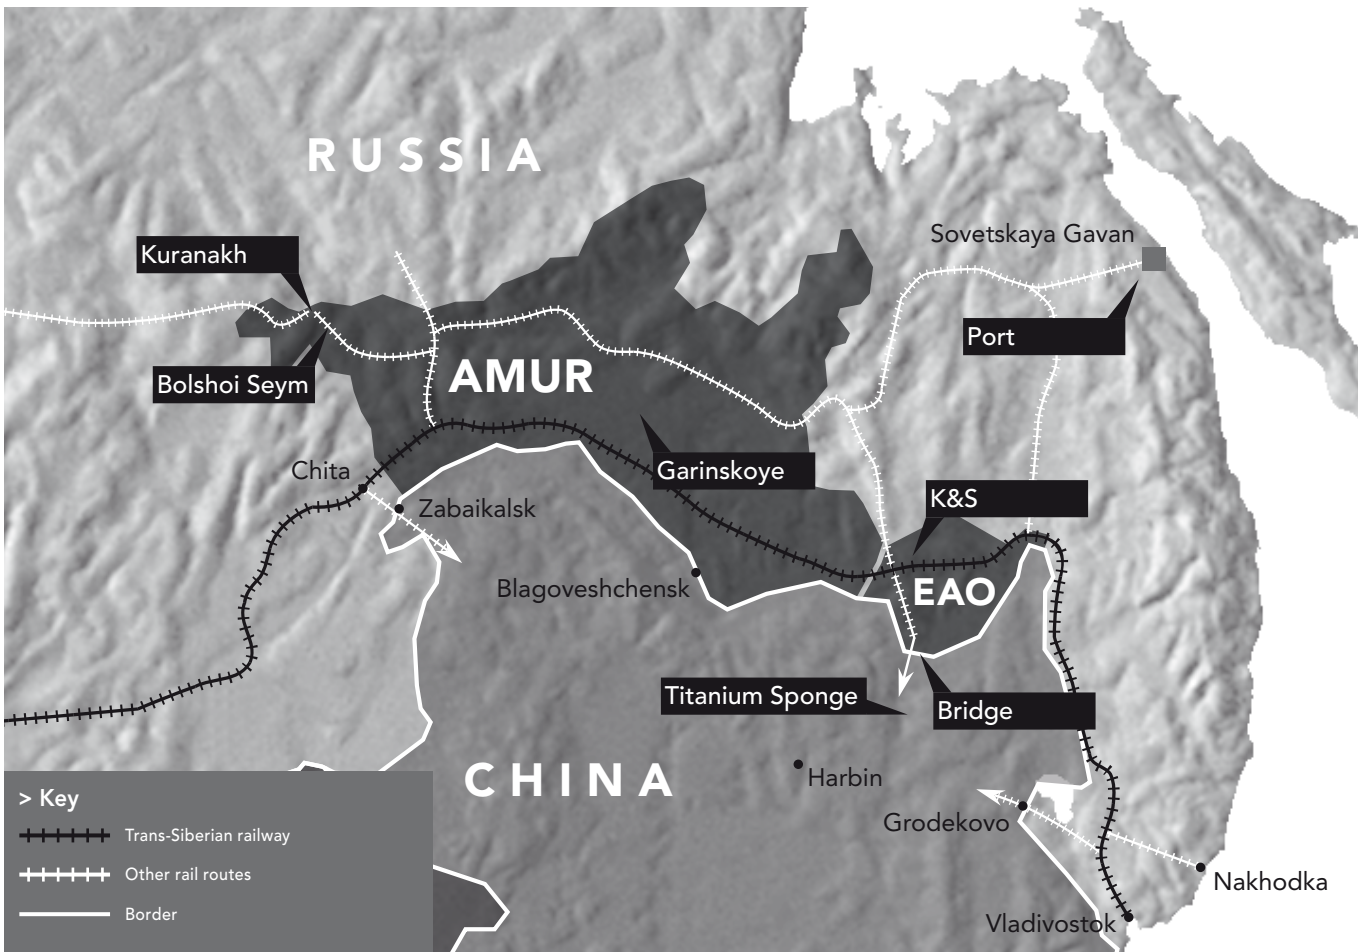 RUSSIA
Sovetskaya Gavan
Kuranakh
Port
Bolshoi Seym
AMUR
Chita
Garinskoye
K&S
Zabaikalsk
Blagoveshchensk
EAO
Titanium Sponge
Bridge
CHINA
Harbin
Grodekovo
Nakhodka
Vladivostok
> Key
Trans-Siberian railway
Other rail routes
Border